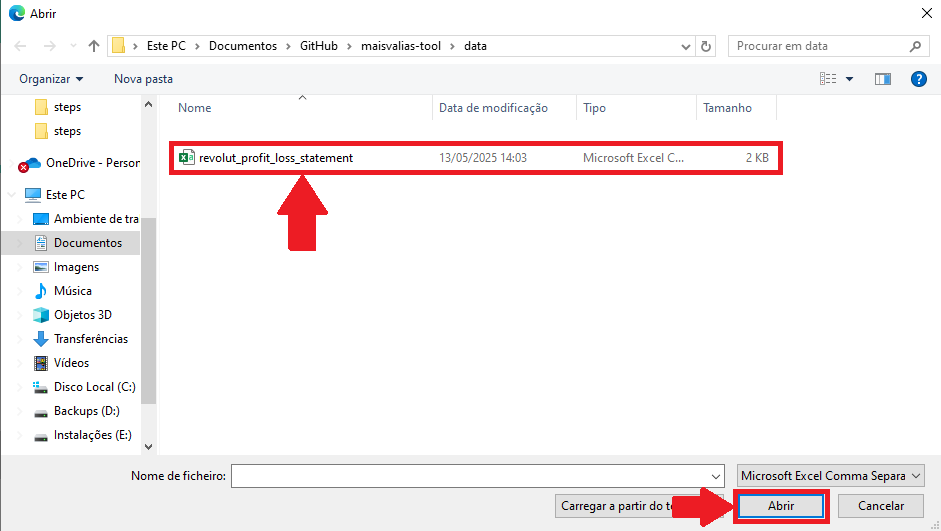 Abrir
Este PC > Documentos > GitHub > maisvalias-tool > data
Procurar em data
Organizar
Nova pasta
Nome
Data de modificação
Tipo
Tamanho
steps
steps
OneDrive - Person
Este PC
Ambiente de tra
Documentos
Imagens
Música
Objetos 3D
Transferências
Vídeos
Disco Local (C:)
Backups (D:)
Instalações (E:)
revolut_profit_loss_statement
13/05/2025 14:03
Microsoft Excel C...
2 KB
Nome de ficheiro:
Microsoft Excel Comma Separa
Carregar a partir do
Abrir
Cancelar